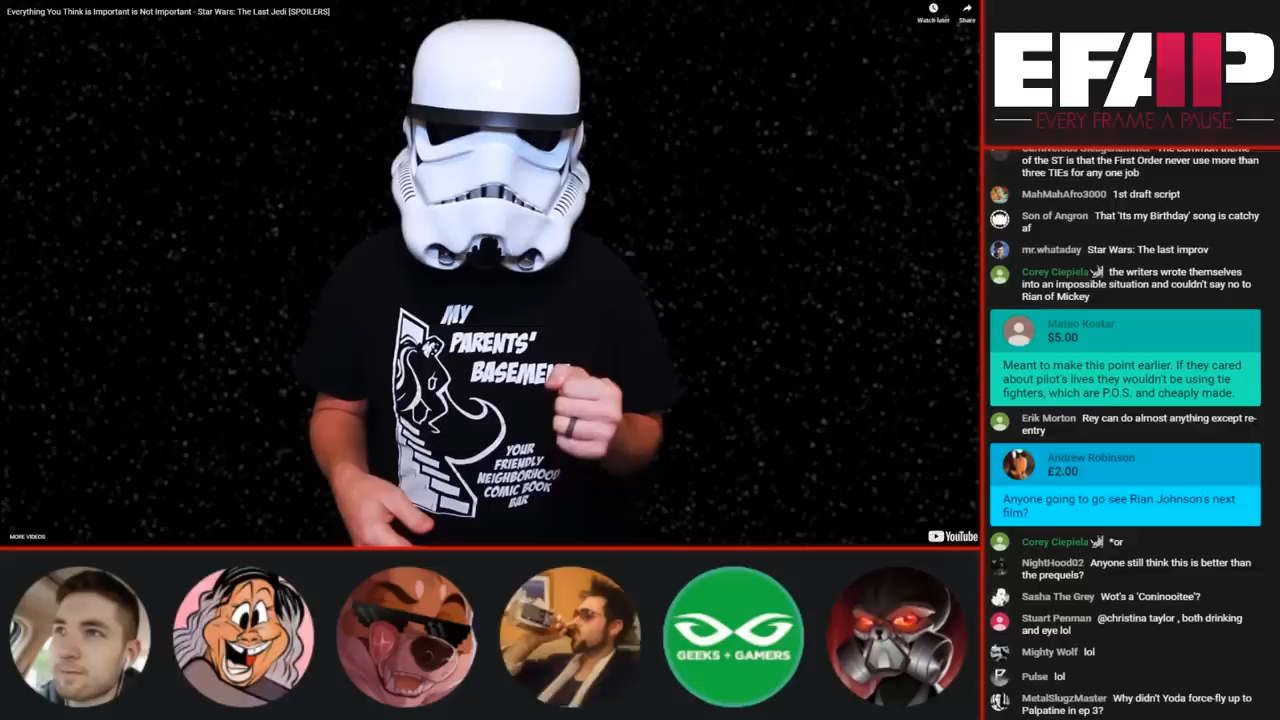 Everything You Think is Important is Not Important - Star Wars: The Last Jedi [SPOILERS]
Watch later
Share
MY
PARENTS'
BASEMENT
YOUR
FRIENDLY
NEIGHBORHOOD
COMIC BOOK
BAR
MORE VIDEOS
YouTube
EFAP
EVERY FRAME A PAUSE
The common theme
of the ST is that the First Order never use more than
three TIEs for any one job
MahMahAfro3000 1st draft script
Son of Angron That 'Its my Birthday' song is catchy
af
mr.whataday Star Wars: The last improv
Corey Ciepiela the writers wrote themselves
into an impossible situation and couldn't say no to
Rian of Mickey
Mateo Kostar
$5.00
Meant to make this point earlier. If they cared
about pilot's lives they wouldn't be using tie
fighters, which are P.O.S. and cheaply made.
Erik Morton Rey can do almost anything except re-
entry
Andrew Robinson
£2.00
Anyone going to go see Rian Johnson's next
film?
Corey Ciepiela *or
NightHood02 Anyone still think this is better than
the prequels?
Sasha The Grey Wot's a 'Coninooitee'?
Stuart Penman @christina taylor , both drinking
and eye lol
Mighty Wolf lol
Pulse lol
MetalSlugzMaster Why didn't Yoda force-fly up to
Palpatine in ep 3?
GEEKS + GAMERS